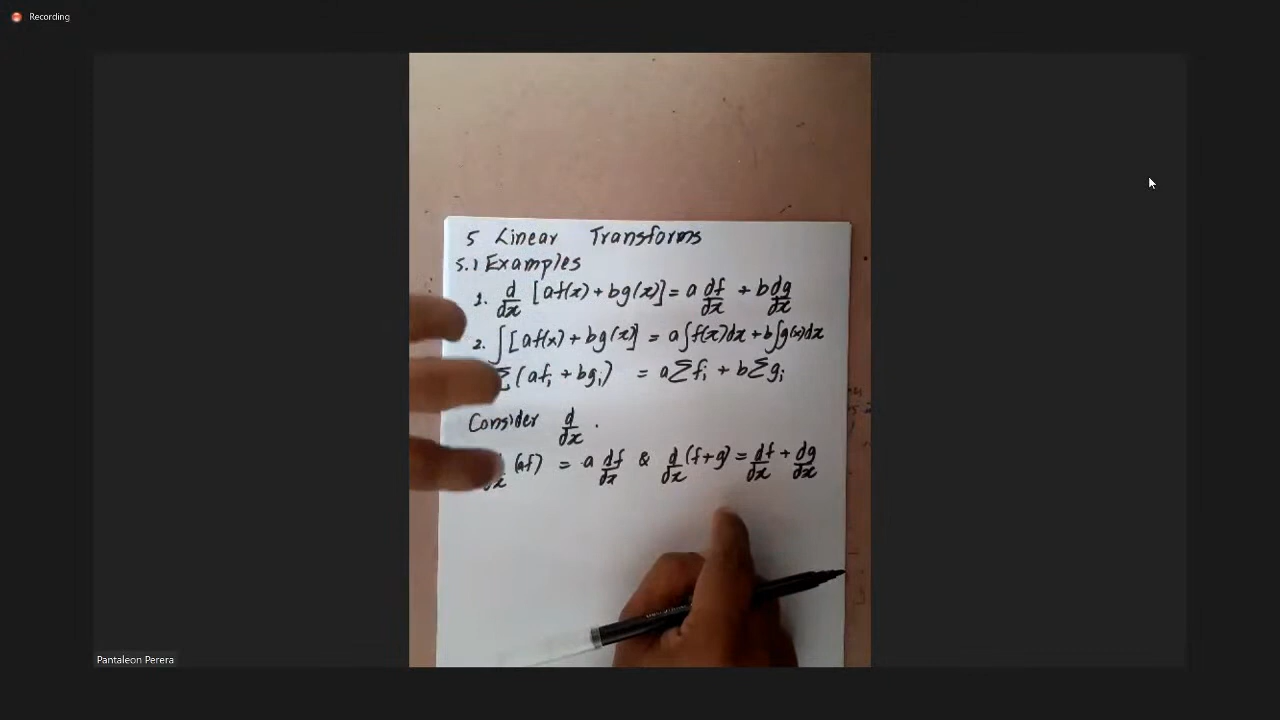 Recording
5 Linear Transforms
5.1 Examples
1. d/dx [af(x) + bg(x)] = a df/dx + b dg/dx
2. ∫[af(x) + bg(x)] = a∫f(x)dx + b∫g(x)dx
(afᵢ + bgᵢ) = a∑fᵢ + b∑gᵢ
Consider d/dx .
(af) = a df/dx & d/dx (f+g) = df/dx + dg/dx
Pantaleon Perera